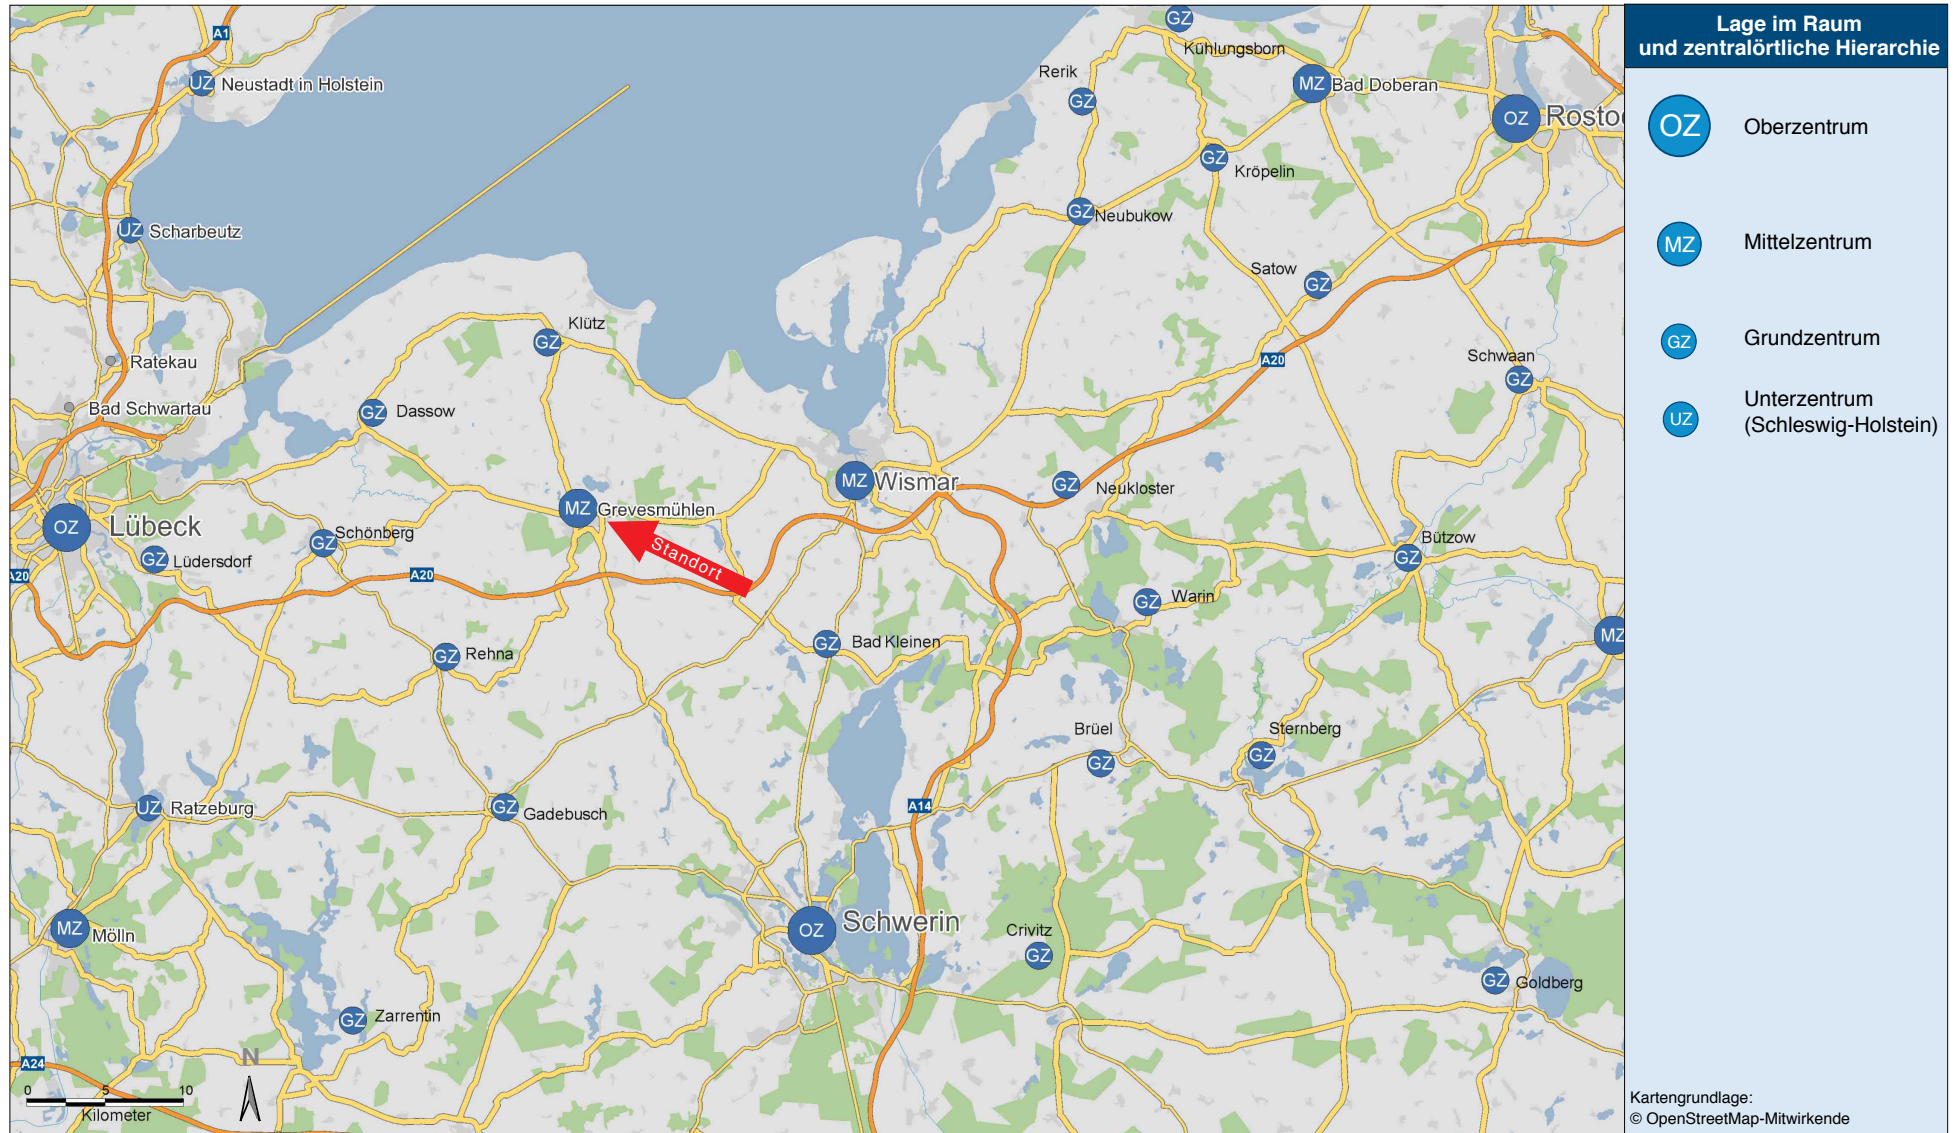 Lage im Raum
und zentralörtliche Hierarchie
OZ Oberzentrum
MZ Mittelzentrum
GZ Grundzentrum
UZ Unterzentrum
(Schleswig-Holstein)
Kartengrundlage:
© OpenStreetMap-Mitwirkende
A1
GZ
Kühlungsborn
UZ Neustadt in Holstein
Rerik
GZ
MZ Bad Doberan
OZ Rosto
GZ
Kröpelin
GZ Neubukow
UZ Scharbeutz
Satow
GZ
Klütz
GZ
Ratekau
A20
Schwaan
GZ
Bad Schwartau
GZ Dassow
MZ Wismar
GZ
Neukloster
MZ Grevesmühlen
Standort
OZ Lübeck
Schönberg
GZ
GZ Lüdersdorf
Bützow
GZ
A20
A20
GZ Warin
MZ
GZ Bad Kleinen
GZ Rehna
Brüel
GZ
Sternberg
GZ
UZ Ratzeburg
GZ
Gadebusch
A14
MZ Mölln
OZ Schwerin
Crivitz
GZ
GZ Goldberg
GZ Zarrentin
A24
N
0 5 10
Kilometer